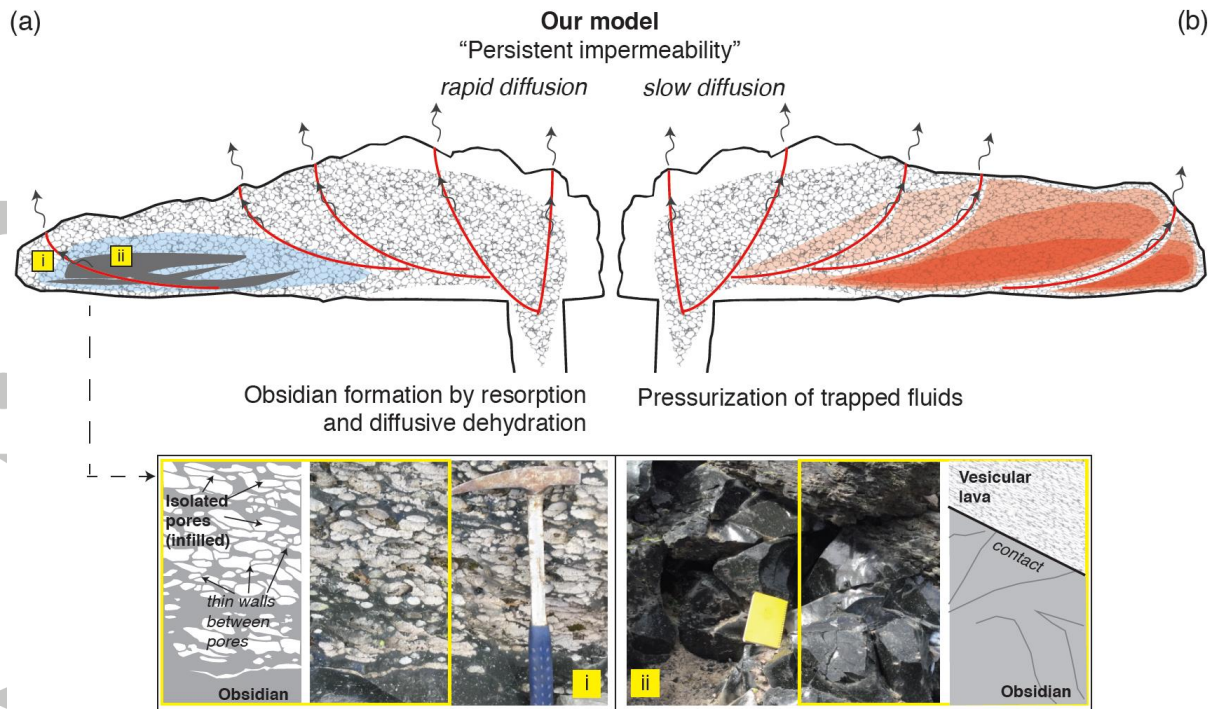 (a)
Our model
(b)
“Persistent impermeability”
rapid diffusion
slow diffusion
i
ii
Obsidian formation by resorption
and diffusive dehydration
Pressurization of trapped fluids
Isolated
pores
(infilled)
thin walls
between
pores
Obsidian
i
ii
Vesicular
lava
contact
Obsidian